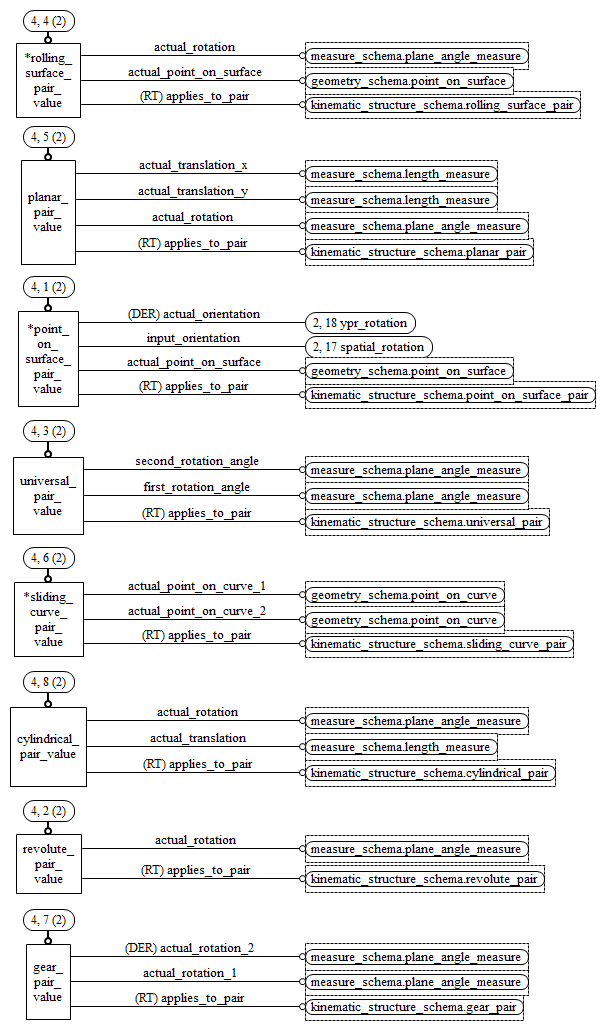 4, 4 (2)
*rolling_
surface_
pair_
value
actual_rotation
measure_schema.plane_angle_measure
actual_point_on_surface
geometry_schema.point_on_surface
(RT) applies_to_pair
kinematic_structure_schema.rolling_surface_pair
4, 5 (2)
planar_
pair_
value
actual_translation_x
measure_schema.length_measure
actual_translation_y
measure_schema.length_measure
actual_rotation
measure_schema.plane_angle_measure
(RT) applies_to_pair
kinematic_structure_schema.planar_pair
4, 1 (2)
*point_
on_
surface_
pair_
value
(DER) actual_orientation
2, 18 ypr_rotation
input_orientation
2, 17 spatial_rotation
actual_point_on_surface
geometry_schema.point_on_surface
(RT) applies_to_pair
kinematic_structure_schema.point_on_surface_pair
4, 3 (2)
universal_
pair_
value
second_rotation_angle
measure_schema.plane_angle_measure
first_rotation_angle
measure_schema.plane_angle_measure
(RT) applies_to_pair
kinematic_structure_schema.universal_pair
4, 6 (2)
*sliding_
curve_
pair_
value
actual_point_on_curve_1
geometry_schema.point_on_curve
actual_point_on_curve_2
geometry_schema.point_on_curve
(RT) applies_to_pair
kinematic_structure_schema.sliding_curve_pair
4, 8 (2)
cylindrical_
pair_value
actual_rotation
measure_schema.plane_angle_measure
actual_translation
measure_schema.length_measure
(RT) applies_to_pair
kinematic_structure_schema.cylindrical_pair
4, 2 (2)
revolute_
pair_
value
actual_rotation
measure_schema.plane_angle_measure
(RT) applies_to_pair
kinematic_structure_schema.revolute_pair
4, 7 (2)
gear_
pair_
value
(DER) actual_rotation_2
measure_schema.plane_angle_measure
actual_rotation_1
measure_schema.plane_angle_measure
(RT) applies_to_pair
kinematic_structure_schema.gear_pair